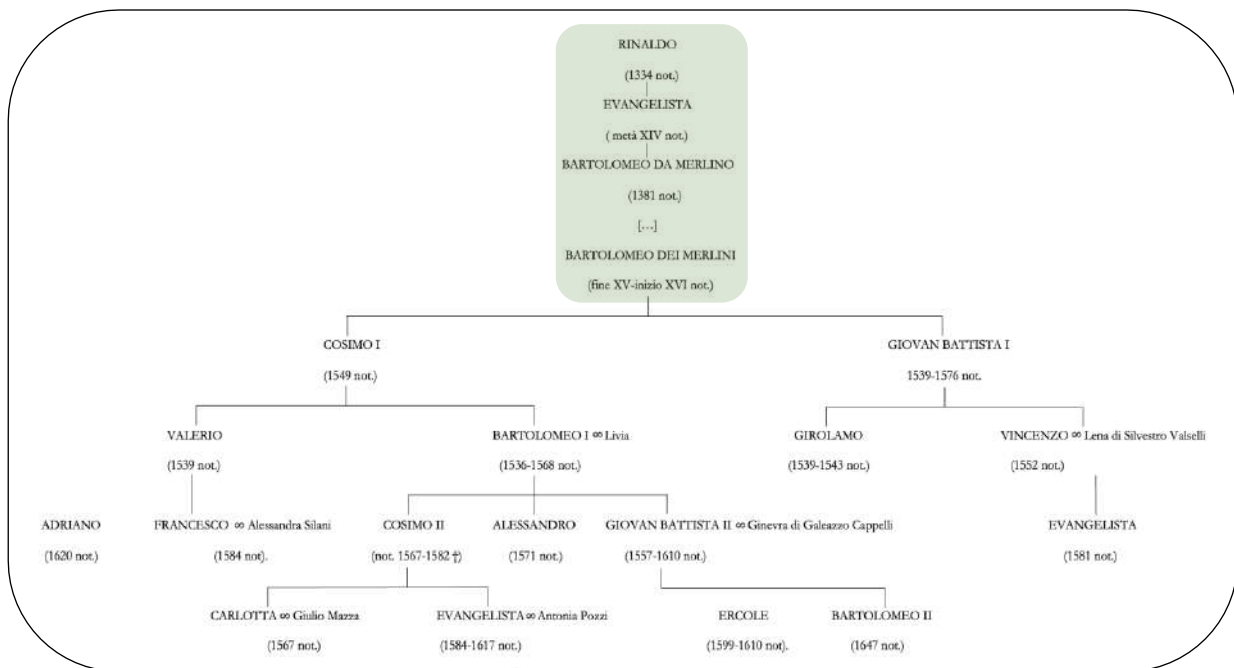 RINALDO
(1334 not.)
EVANGELISTA
( metà XIV not.)
BARTOLOMEO DA MERLINO
(1381 not.)
[…]
BARTOLOMEO DEI MERLINI
(fine XV-inizio XVI not.)
COSIMO I GIOVAN BATTISTA I
(1549 not.) 1539-1576 not.
VALERIO BARTOLOMEO I ∞ Livia GIROLAMO VINCENZO ∞ Lena di Silvestro Valselli
(1539 not.) (1536-1568 not.) (1539-1543 not.) (1552 not.)
ADRIANO FRANCESCO ∞ Alessandra Silani COSIMO II ALESSANDRO GIOVAN BATTISTA II ∞ Ginevra di Galeazzo Cappelli EVANGELISTA
(1620 not.) (1584 not). (not. 1567-1582 †) (1571 not.) (1557-1610 not.) (1581 not.)
CARLOTTA ∞ Giulio Mazza EVANGELISTA ∞ Antonia Pozzi ERCOLE BARTOLOMEO II
(1567 not.) (1584-1617 not.) (1599-1610 not). (1647 not.)